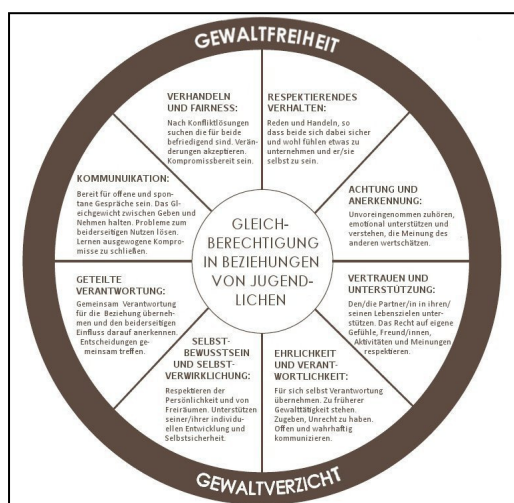 GEWALTFREIHEIT
VERHANDELN
UND FAIRNESS:
Nach Konfliktlösungen
suchen die für beide
befriedigend sind. Verän-
derungen akzeptieren.
Kompromissbereit sein.
RESPEKTIERENDES
VERHALTEN:
Reden und Handeln, so
dass beide sich dabei sicher
und wohl fühlen etwas zu
unternehmen und er/sie
selbst zu sein.
KOMMUNUIKATION:
Bereit für offene und spon-
tane Gespräche sein. Das Gl-
eichgewicht zwischen Geben und
Nehmen halten. Probleme zum
beiderseitigen Nutzen lösen.
Lernen ausgewogene Kompro-
misse zu schließen.
ACHTUNG UND
ANERKENNUNG:
Unvoreingenommen zuhören,
emotional unterstützen und
verstehen, die Meinung des
anderen wertschätzen.
GLEICH-
BERECHTIGUNG
IN BEZIEHUNGEN
VON JUGEND-
LICHEN
GETEILTE
VERANTWORTUNG:
Gemeinsam Verantwortung
für die Beziehung überneh-
men und den beiderseitigen
Einfluss darauf anerkennen.
Entscheidungen ge-
meinsam treffen.
VERTRAUEN UND
UNTERSTÜTZUNG:
Den/die Partner/in in ihren/
seinen Lebenszielen unter-
stützen. Das Recht auf eigene
Gefühle, Freund/innen,
Aktivitäten und Meinungen
respektieren.
SELBST-
BEWUSSTSEIN
UND SELBST-
VERWIRKLICHUNG:
Respektieren der
Persönlichkeit und von
Freiräumen. Unterstützen
seiner/ihrer individu-
ellen Entwicklung und
Selbstsicherheit.
EHRLICHKEIT
UND VERANT-
WORTLICHKEIT:
Für sich selbst Verantwortung
übernehmen. Zu früherer
Gewalttätigkeit stehen.
Zugeben, Unrecht zu haben.
Offen und wahrhaftig
kommunizieren.
GEWALTVERZICHT